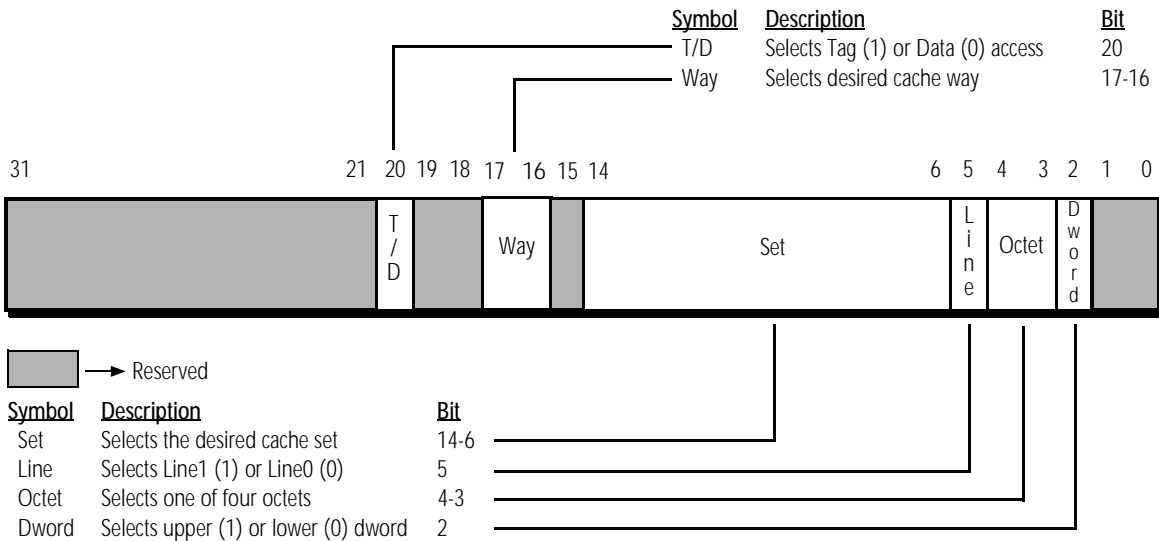 Symbol Description Bit
T/D Selects Tag (1) or Data (0) access 20
Way Selects desired cache way 17-16
31 21 20 19 18 17 16 15 14 6 5 4 3 2 1 0
T/D Way Set Line Octet Dword
Reserved
Symbol Description Bit
Set Selects the desired cache set 14-6
Line Selects Line1 (1) or Line0 (0) 5
Octet Selects one of four octets 4-3
Dword Selects upper (1) or lower (0) dword 2